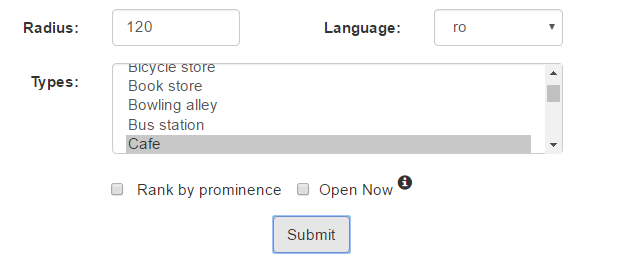 Radius: 120 Language: ro
Types: Bicycle store
Book store
Bowling alley
Bus station
Cafe
Rank by prominence Open Now
Submit